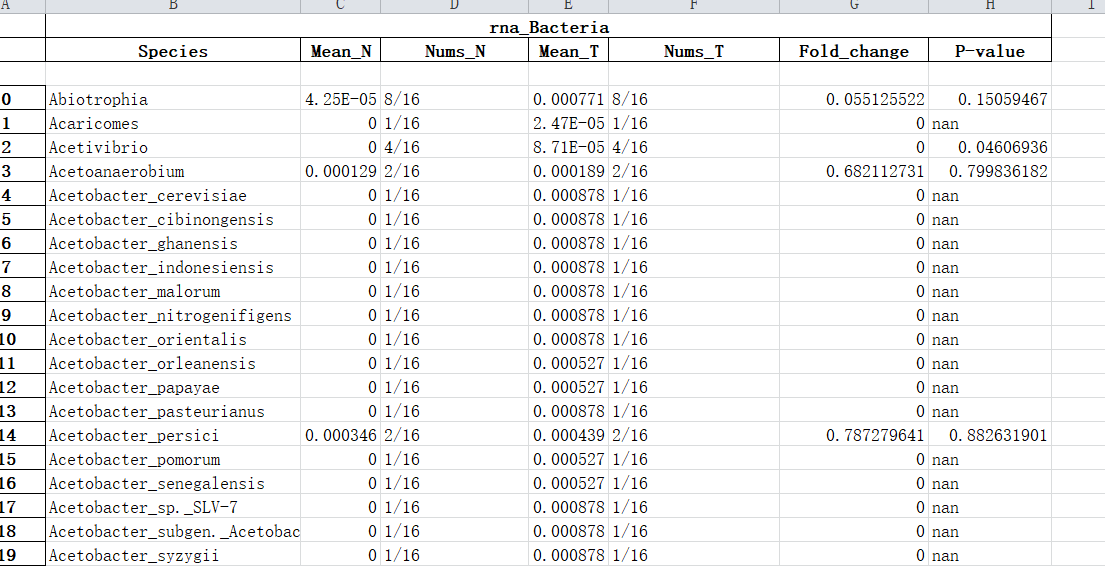 A B C D E F G H I
rna_Bacteria
Species Mean_N Nums_N Mean_T Nums_T Fold_change P-value
0 Abiotrophia 4.25E-05 8/16 0.000771 8/16 0.055125522 0.15059467
1 Acaricomes 0 1/16 2.47E-05 1/16 0 nan
2 Acetivibrio 0 4/16 8.71E-05 4/16 0 0.04606936
3 Acetoanaerobium 0.000129 2/16 0.000189 2/16 0.682112731 0.799836182
4 Acetobacter_cerevisiae 0 1/16 0.000878 1/16 0 nan
5 Acetobacter_cibinongensis 0 1/16 0.000878 1/16 0 nan
6 Acetobacter_ghanensis 0 1/16 0.000878 1/16 0 nan
7 Acetobacter_indonesiensis 0 1/16 0.000878 1/16 0 nan
8 Acetobacter_malorum 0 1/16 0.000878 1/16 0 nan
9 Acetobacter_nitrogenifigens 0 1/16 0.000878 1/16 0 nan
10 Acetobacter_orientalis 0 1/16 0.000878 1/16 0 nan
11 Acetobacter_orleanensis 0 1/16 0.000527 1/16 0 nan
12 Acetobacter_papayae 0 1/16 0.000527 1/16 0 nan
13 Acetobacter_pasteurianus 0 1/16 0.000878 1/16 0 nan
14 Acetobacter_persici 0.000346 2/16 0.000439 2/16 0.787279641 0.882631901
15 Acetobacter_pomorum 0 1/16 0.000527 1/16 0 nan
16 Acetobacter_senegalensis 0 1/16 0.000527 1/16 0 nan
17 Acetobacter_sp._SLV-7 0 1/16 0.000878 1/16 0 nan
18 Acetobacter_subgen._Acetobac 0 1/16 0.000878 1/16 0 nan
19 Acetobacter_syzygii 0 1/16 0.000878 1/16 0 nan